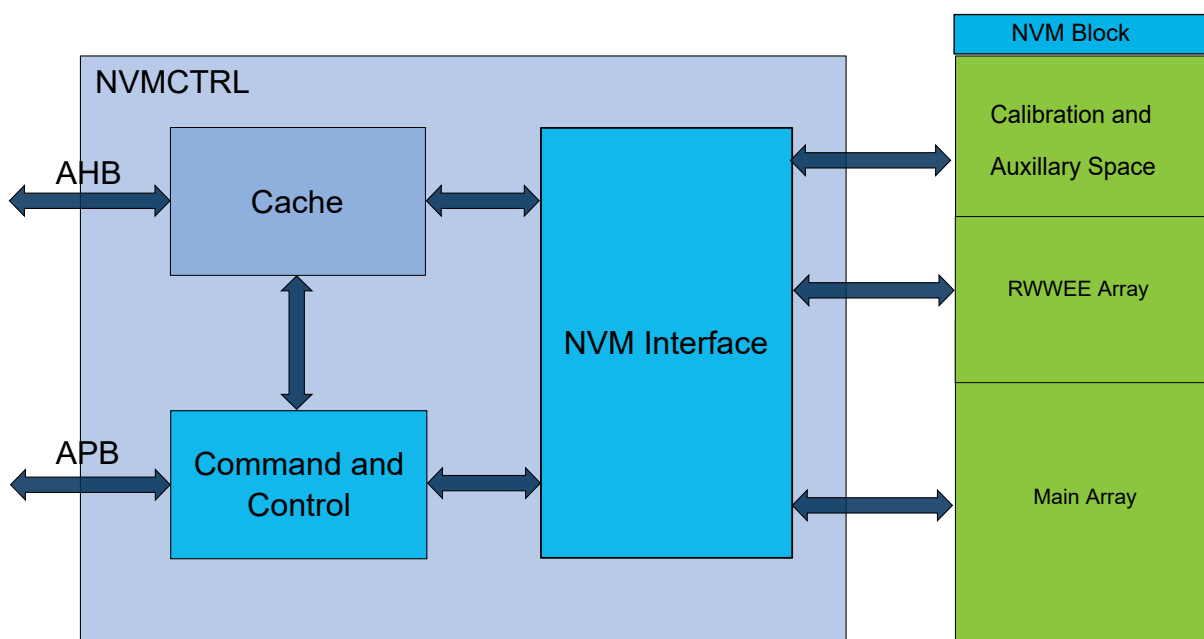 NVM Block
NVMCTRL
Calibration and
Auxillary Space
AHB
Cache
RWWEE Array
NVM Interface
APB
Command and
Control
Main Array